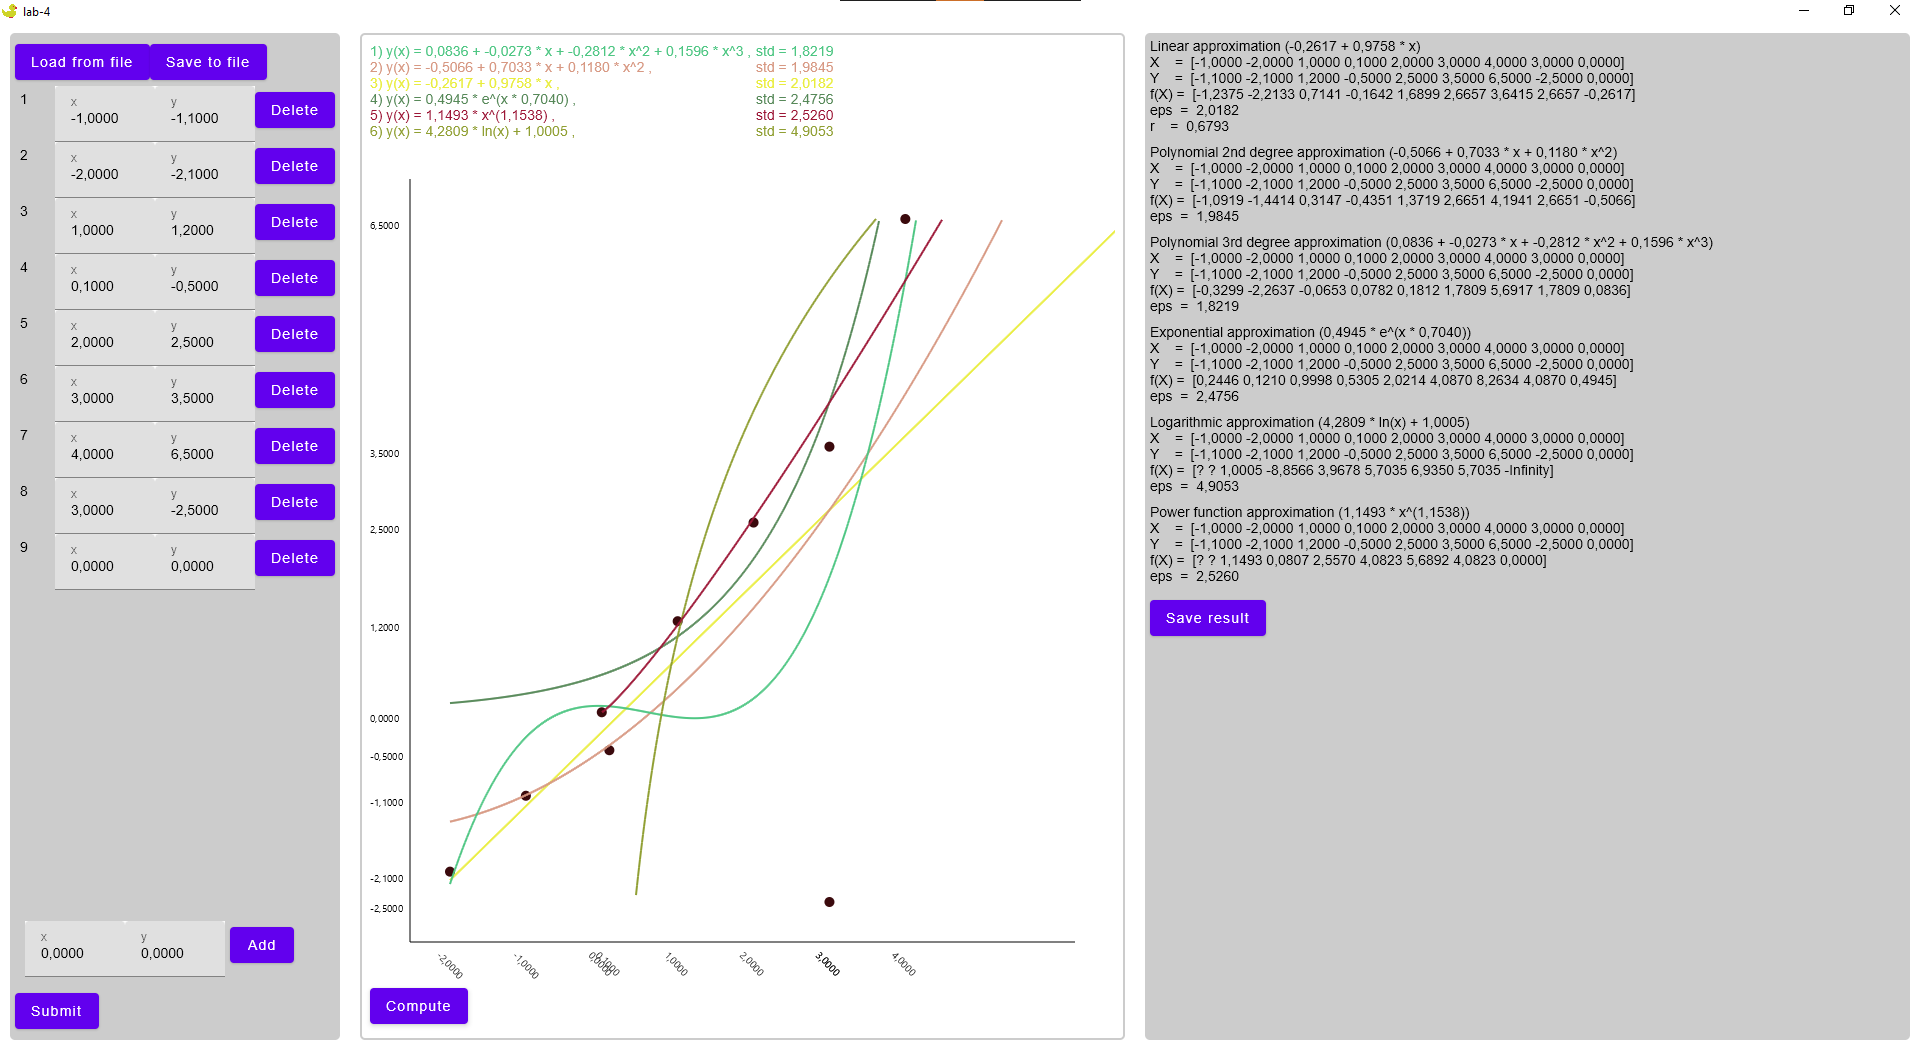 lab-4
Load from file
Save to file
1
x
-1,0000
y
-1,1000
Delete
2
x
-2,0000
y
-2,1000
Delete
3
x
1,0000
y
1,2000
Delete
4
x
0,1000
y
-0,5000
Delete
5
x
2,0000
y
2,5000
Delete
6
x
3,0000
y
3,5000
Delete
7
x
4,0000
y
6,5000
Delete
8
x
3,0000
y
-2,5000
Delete
9
x
0,0000
y
0,0000
Delete
x
0,0000
y
0,0000
Add
Submit
1) y(x) = 0,0836 + -0,0273 * x + -0,2812 * x^2 + 0,1596 * x^3 , std = 1,8219
2) y(x) = -0,5066 + 0,7033 * x + 0,1180 * x^2 , std = 1,9845
3) y(x) = -0,2617 + 0,9758 * x , std = 2,0182
4) y(x) = 0,4945 * e^(x * 0,7040) , std = 2,4756
5) y(x) = 1,1493 * x^(1,1538) , std = 2,5260
6) y(x) = 4,2809 * ln(x) + 1,0005 , std = 4,9053
6,5000
3,5000
2,5000
1,2000
0,0000
-0,5000
-1,1000
-2,1000
-2,5000
-2,0000
-1,0000
0,0000
0,1000
1,0000
2,0000
3,0000
4,0000
Compute
Linear approximation (-0,2617 + 0,9758 * x)
X = [-1,0000 -2,0000 1,0000 0,1000 2,0000 3,0000 4,0000 3,0000 0,0000]
Y = [-1,1000 -2,1000 1,2000 -0,5000 2,5000 3,5000 6,5000 -2,5000 0,0000]
f(X) = [-1,2375 -2,2133 0,7141 -0,1642 1,6899 2,6657 3,6415 2,6657 -0,2617]
eps = 2,0182
r = 0,6793
Polynomial 2nd degree approximation (-0,5066 + 0,7033 * x + 0,1180 * x^2)
X = [-1,0000 -2,0000 1,0000 0,1000 2,0000 3,0000 4,0000 3,0000 0,0000]
Y = [-1,1000 -2,1000 1,2000 -0,5000 2,5000 3,5000 6,5000 -2,5000 0,0000]
f(X) = [-1,0919 -1,4414 0,3147 -0,4351 1,3719 2,6651 4,1941 2,6651 -0,5066]
eps = 1,9845
Polynomial 3rd degree approximation (0,0836 + -0,0273 * x + -0,2812 * x^2 + 0,1596 * x^3)
X = [-1,0000 -2,0000 1,0000 0,1000 2,0000 3,0000 4,0000 3,0000 0,0000]
Y = [-1,1000 -2,1000 1,2000 -0,5000 2,5000 3,5000 6,5000 -2,5000 0,0000]
f(X) = [-0,3299 -2,2637 -0,0653 0,0782 0,1812 1,7809 5,6917 1,7809 0,0836]
eps = 1,8219
Exponential approximation (0,4945 * e^(x * 0,7040))
X = [-1,0000 -2,0000 1,0000 0,1000 2,0000 3,0000 4,0000 3,0000 0,0000]
Y = [-1,1000 -2,1000 1,2000 -0,5000 2,5000 3,5000 6,5000 -2,5000 0,0000]
f(X) = [0,2446 0,1210 0,9998 0,5305 2,0214 4,0870 8,2634 4,0870 0,4945]
eps = 2,4756
Logarithmic approximation (4,2809 * ln(x) + 1,0005)
X = [-1,0000 -2,0000 1,0000 0,1000 2,0000 3,0000 4,0000 3,0000 0,0000]
Y = [-1,1000 -2,1000 1,2000 -0,5000 2,5000 3,5000 6,5000 -2,5000 0,0000]
f(X) = [? ? 1,0005 -8,8566 3,9678 5,7035 6,9350 5,7035 -Infinity]
eps = 4,9053
Power function approximation (1,1493 * x^(1,1538))
X = [-1,0000 -2,0000 1,0000 0,1000 2,0000 3,0000 4,0000 3,0000 0,0000]
Y = [-1,1000 -2,1000 1,2000 -0,5000 2,5000 3,5000 6,5000 -2,5000 0,0000]
f(X) = [? ? 1,1493 0,0807 2,5570 4,0823 5,6892 4,0823 0,0000]
eps = 2,5260
Save result